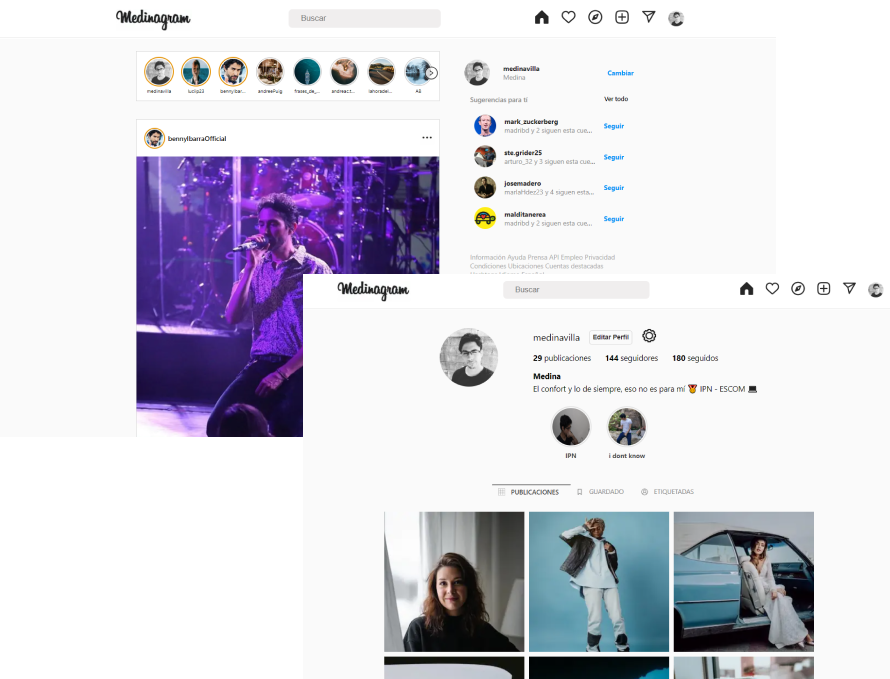 Medinagram
Buscar
medinavilla
luciip23
bennyIbar...
andreePuig
frases_de_...
andreac.t...
lahoradel...
A6
medinavilla
Medina
Cambiar
Sugerencias para ti
Ver todo
mark_zuckerberg
madribd y 2 siguen esta cue...
Seguir
ste.grider25
arturo_32 y 3 siguen esta cue...
Seguir
josemadero
mariaHdez23 y 4 siguen esta...
Seguir
malditanerea
madribd y 2 siguen esta cue...
Seguir
Información Ayuda Prensa API Empleo Privacidad
Condiciones Ubicaciones Cuentas destacadas
bennyIbarraOfficial
Medinagram
Buscar
medinavilla
Editar Perfil
29 publicaciones 144 seguidores 180 seguidos
Medina
El confort y lo de siempre, eso no es para mí 🏅 IPN - ESCOM 💻
IPN
i dont know
PUBLICACIONES
GUARDADO
ETIQUETADAS